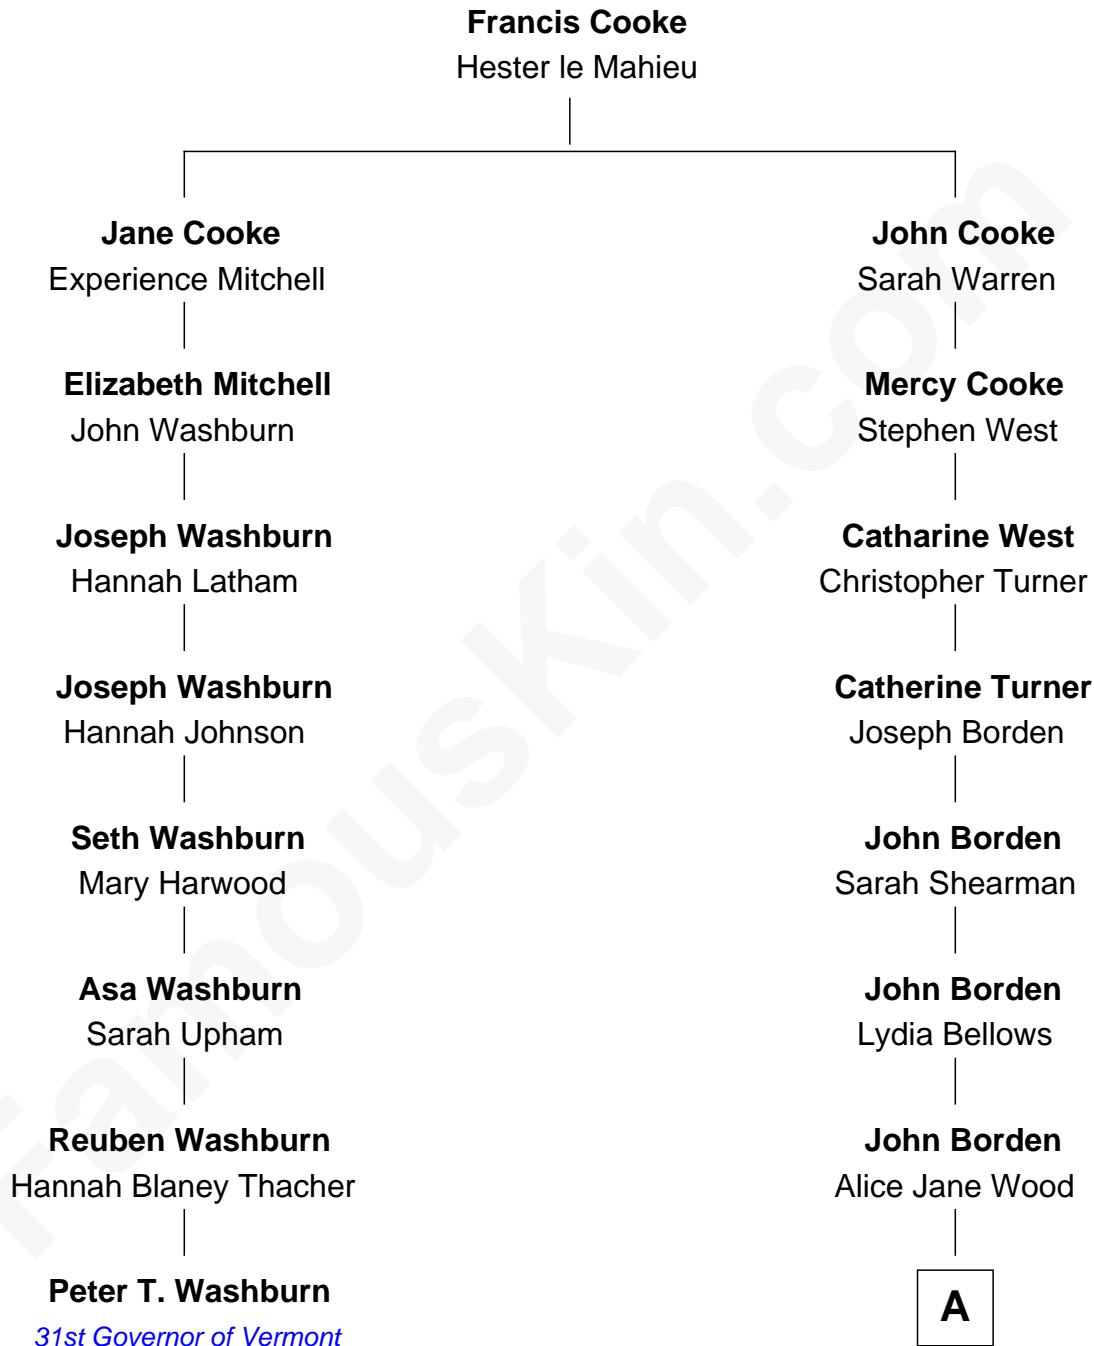 Francis Cooke
Hester le Mahieu
Jane Cooke
Experience Mitchell
John Cooke
Sarah Warren
Elizabeth Mitchell
John Washburn
Mercy Cooke
Stephen West
Joseph Washburn
Hannah Latham
Catharine West
Christopher Turner
Joseph Washburn
Hannah Johnson
Catherine Turner
Joseph Borden
Seth Washburn
Mary Harwood
John Borden
Sarah Shearman
Asa Washburn
Sarah Upham
John Borden
Lydia Bellows
Reuben Washburn
Hannah Blaney Thacher
John Borden
Alice Jane Wood
Peter T. Washburn
31st Governor of Vermont
A
FamousKin.com